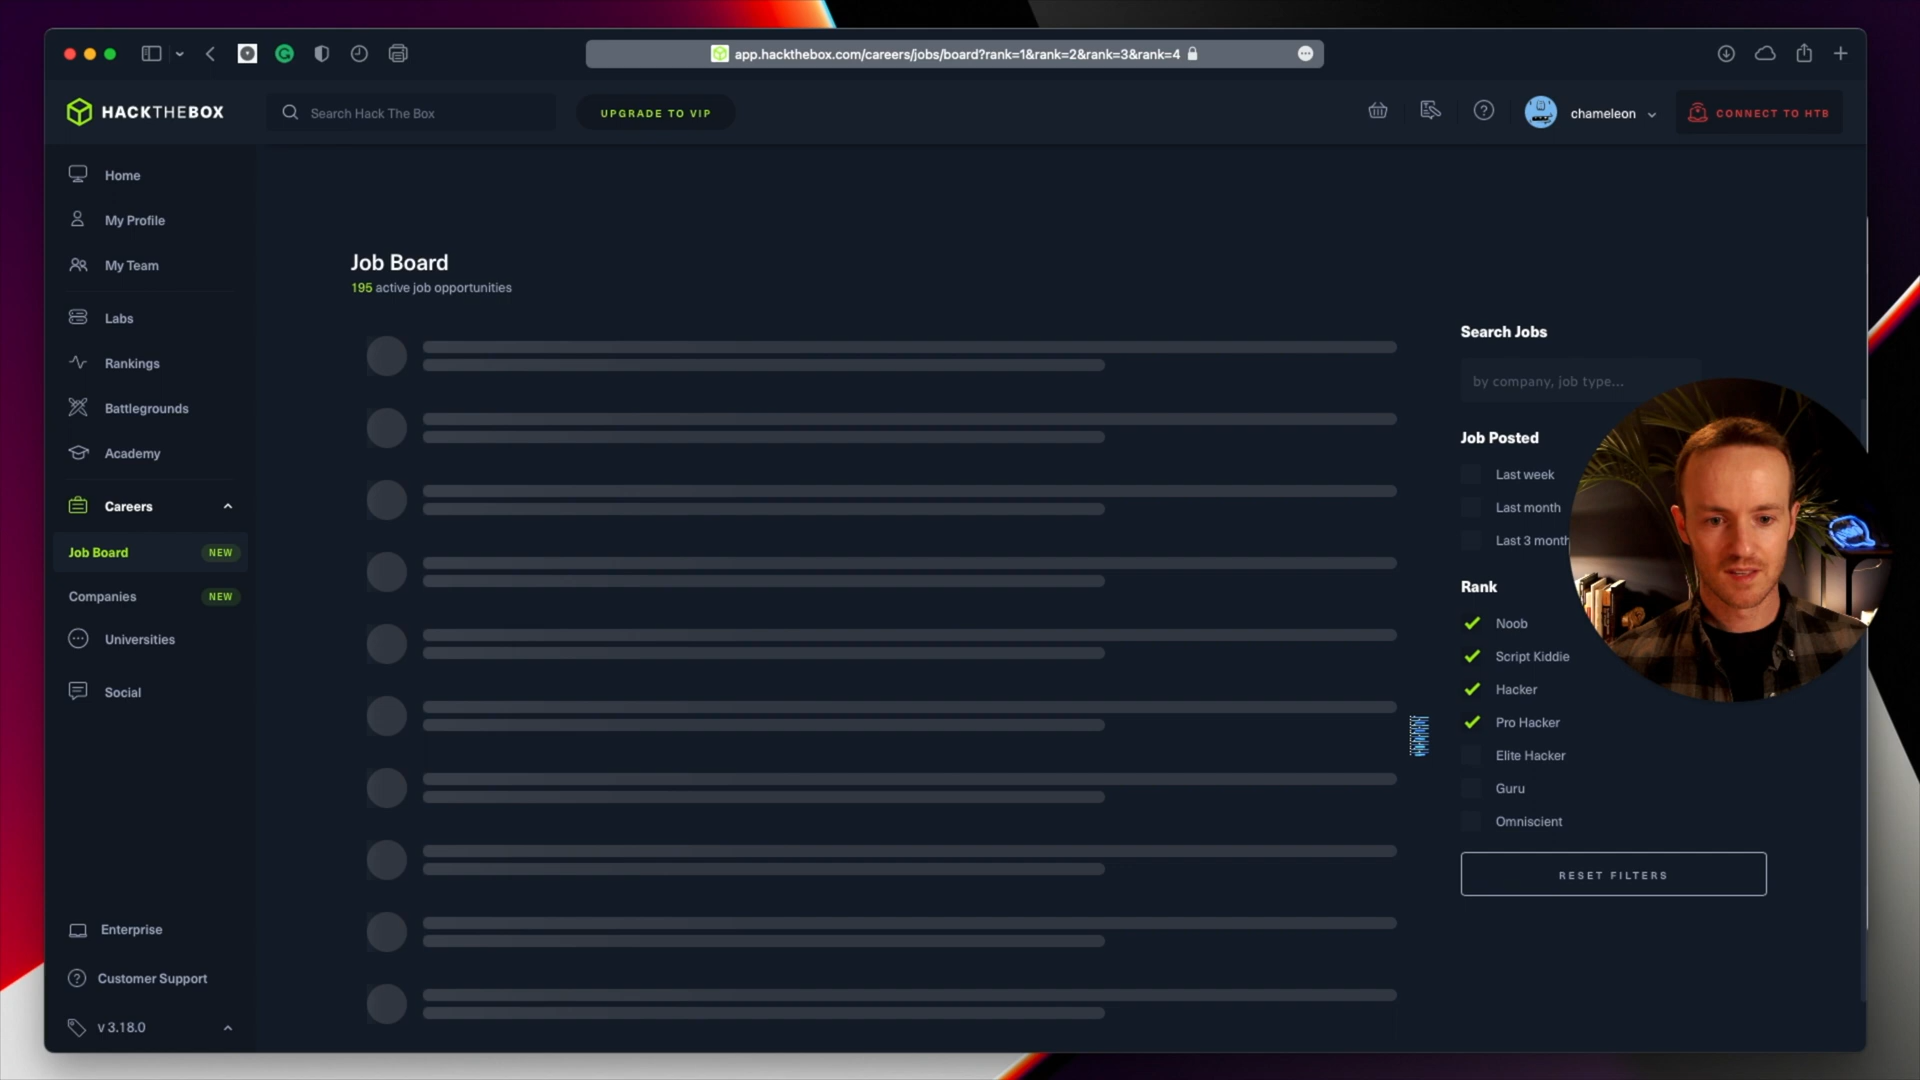 app.hackthebox.com/careers/jobs/board?rank=1&rank=2&rank=3&rank=4
HACKTHEBOX
Search Hack The Box
UPGRADE TO VIP
chameleon
CONNECT TO HTB
Home
My Profile
My Team
Labs
Rankings
Battlegrounds
Academy
Careers
Job Board NEW
Companies NEW
Universities
Social
Enterprise
Customer Support
v 3.18.0
Job Board
195 active job opportunities
Search Jobs
by company, job type...
Job Posted
Last week
Last month
Last 3 month
Rank
Noob
Script Kiddie
Hacker
Pro Hacker
Elite Hacker
Guru
Omniscient
RESET FILTERS